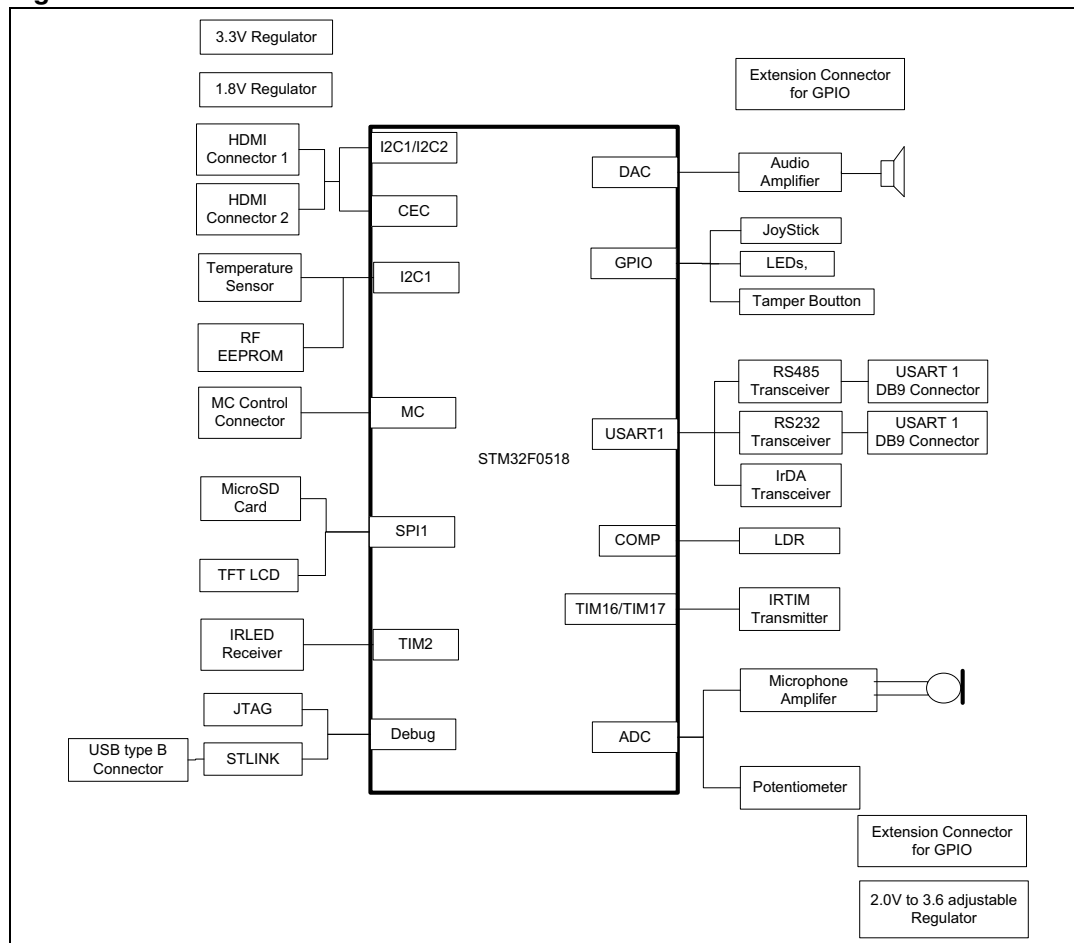 3.3V Regulator
1.8V Regulator
Extension Connector
for GPIO
HDMI
Connector 1
I2C1/I2C2
DAC
Audio
Amplifier
HDMI
Connector 2
CEC
JoyStick
Temperature
Sensor
I2C1
GPIO
LEDs,
Tamper Boutton
RF
EEPROM
RS485
Transceiver
USART 1
DB9 Connector
MC Control
Connector
MC
USART1
RS232
Transceiver
USART 1
DB9 Connector
STM32F0518
IrDA
Transceiver
MicroSD
Card
SPI1
COMP
LDR
TFT LCD
TIM16/TIM17
IRTIM
Transmitter
IRLED
Receiver
TIM2
Microphone
Amplifer
JTAG
Debug
ADC
USB type B
Connector
STLINK
Potentiometer
Extension Connector
for GPIO
2.0V to 3.6 adjustable
Regulator